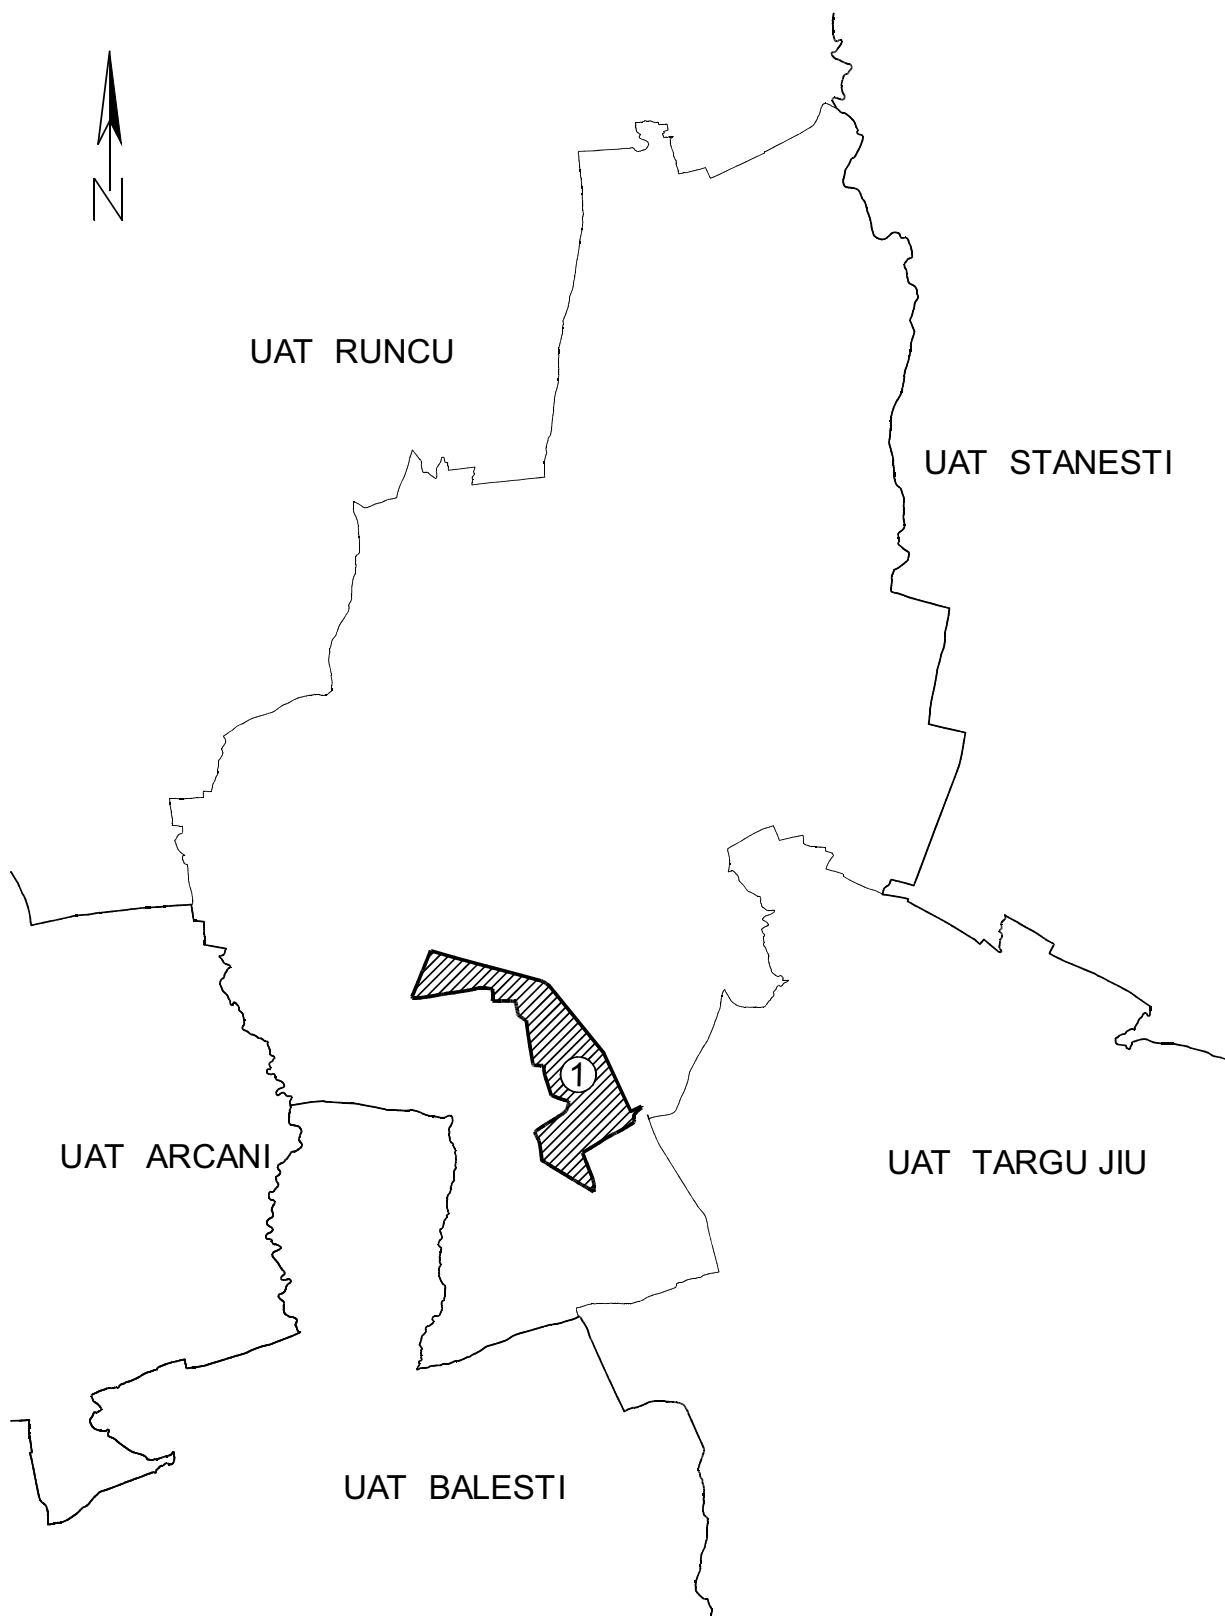 N
UAT RUNCU
UAT STANESTI
1
UAT ARCANI
UAT TARGU JIU
UAT BALESTI